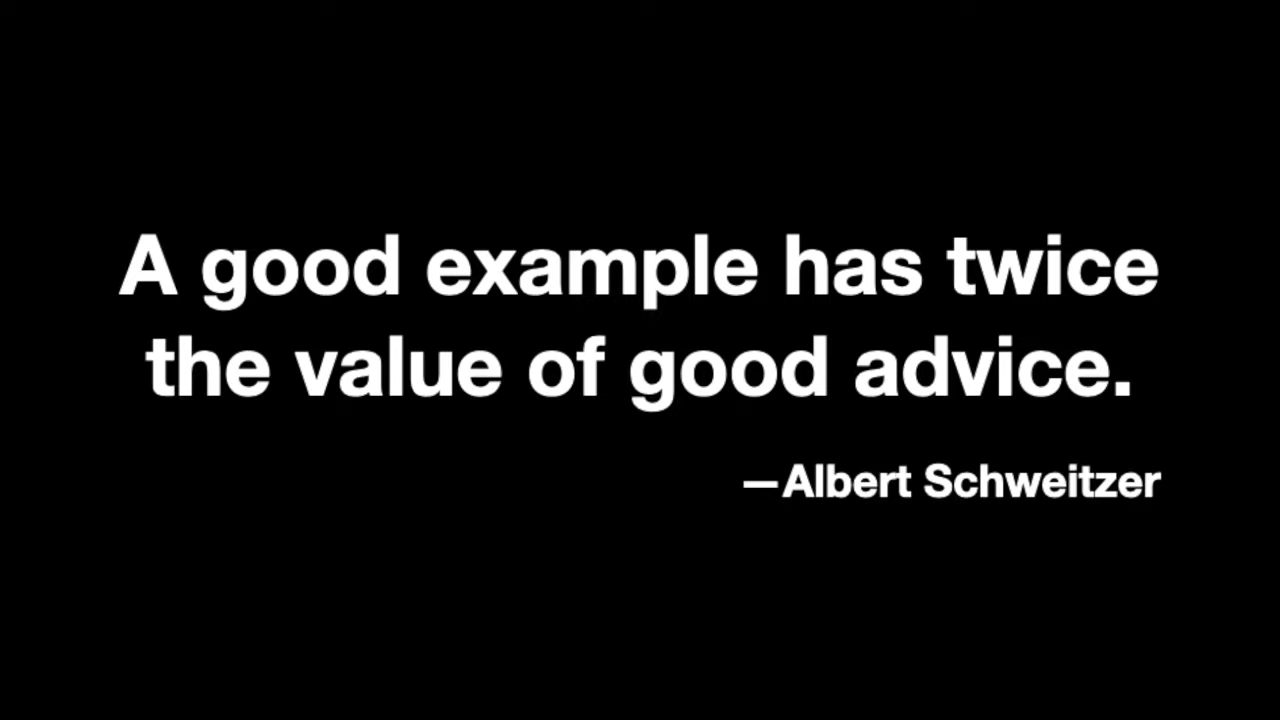 A good example has twice
the value of good advice.
—Albert Schweitzer